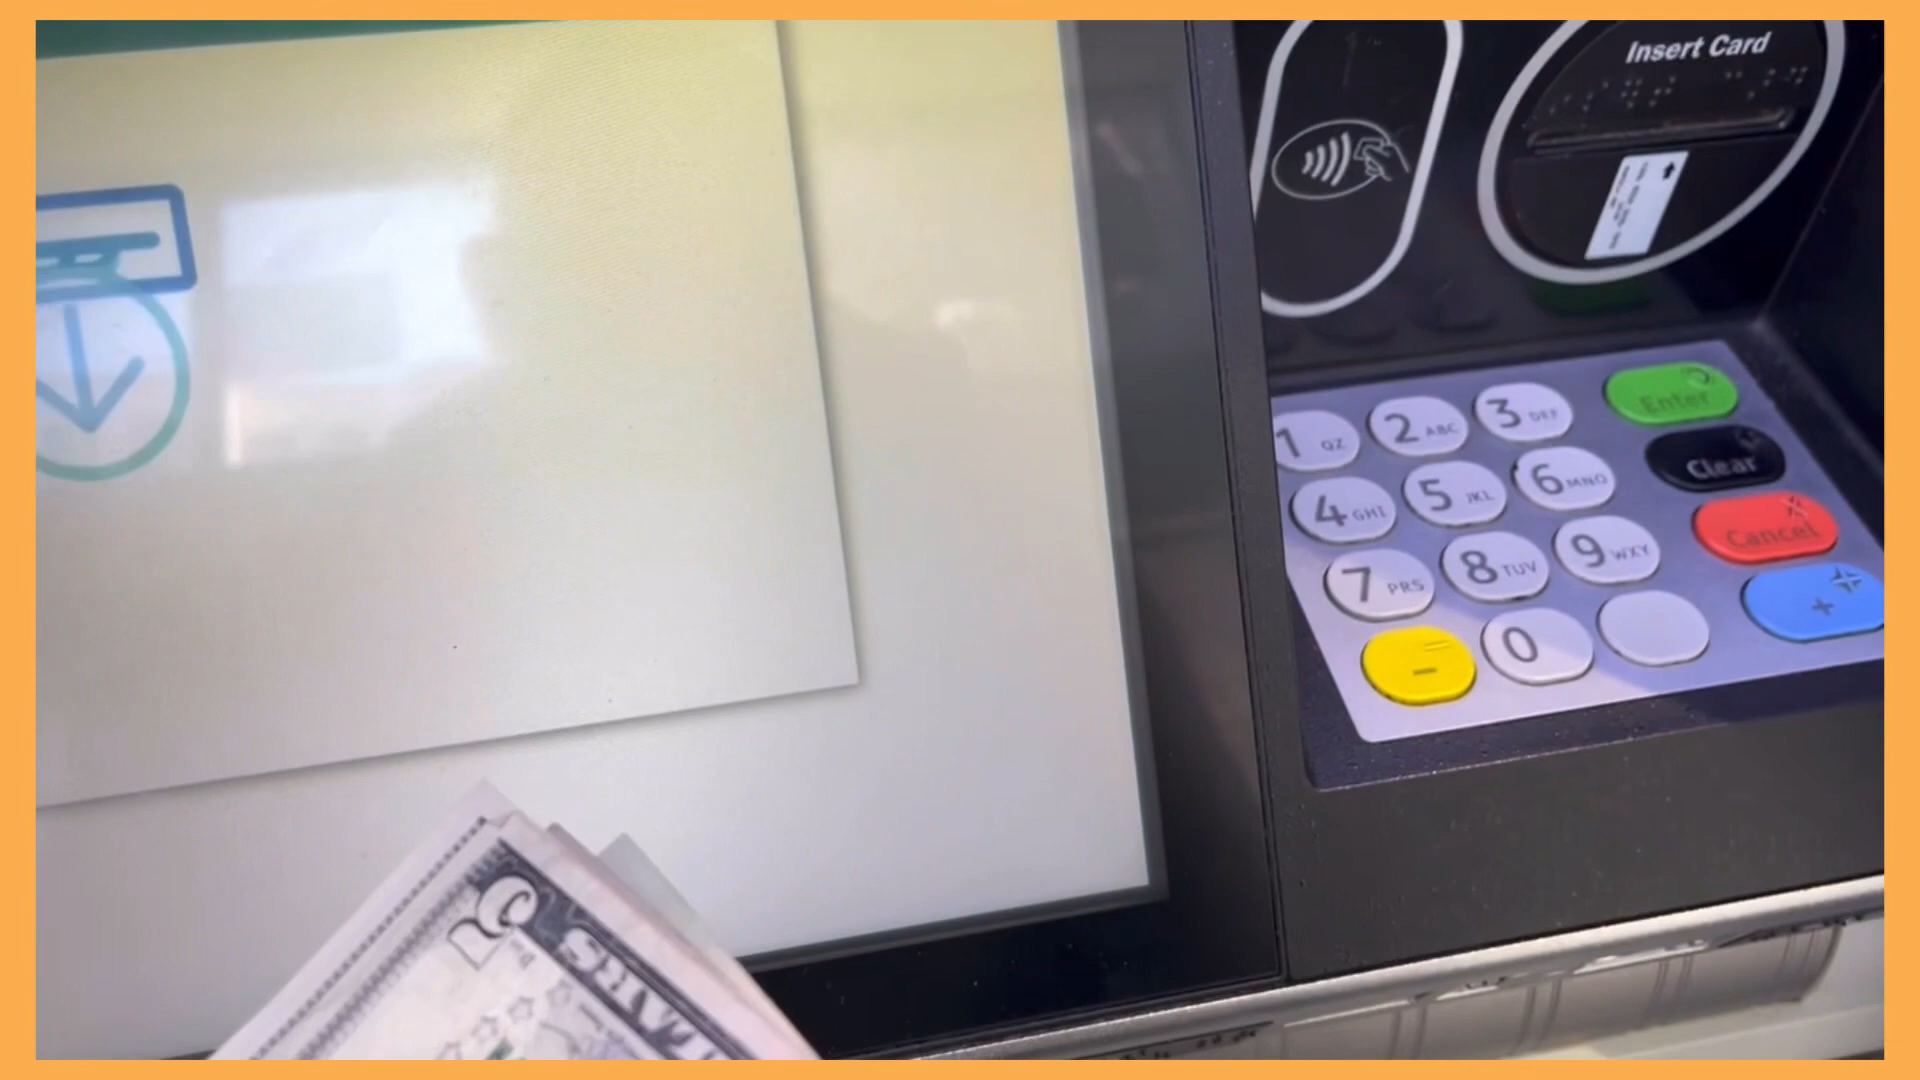 Insert Card
1 QZ
2 ABC
3 DEF
Enter
4 GHI
5 JKL
6 MNO
Clear
7 PRS
8 TUV
9 WXY
Cancel
-
0
+
5